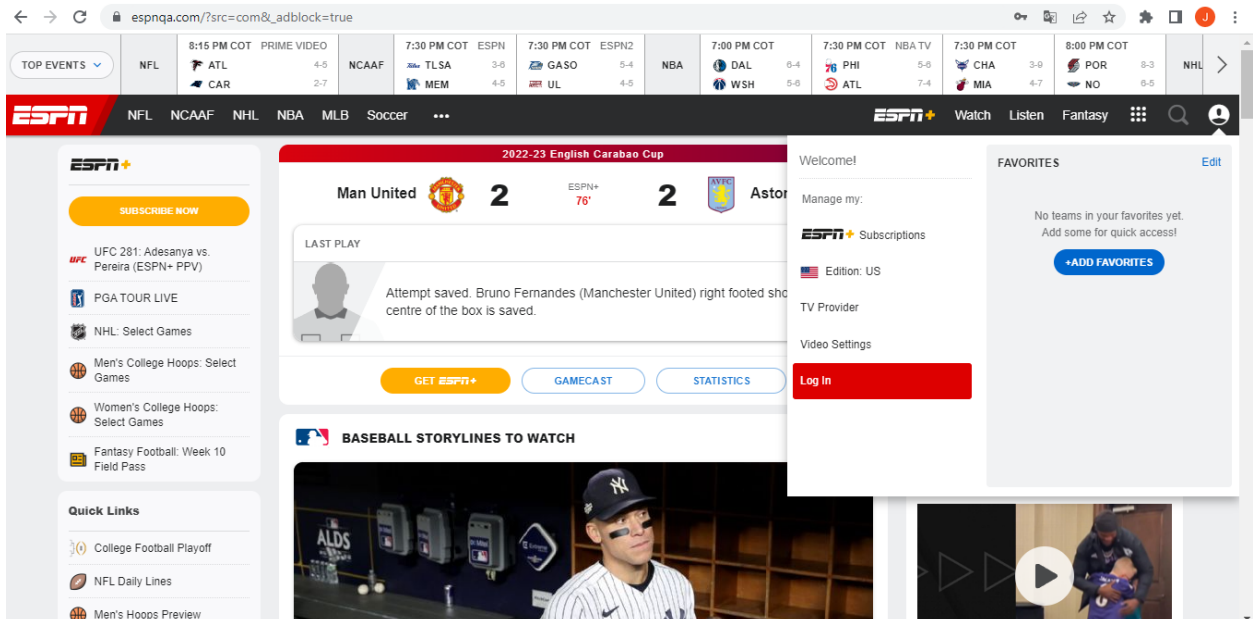 espnqa.com/?src=com&_adblock=true
J
TOP EVENTS
NFL
8:15 PM COT PRIME VIDEO
ATL 4-5
CAR 2-7
NCAAF
7:30 PM COT ESPN
TLSA 3-6
MEM 4-5
7:30 PM COT ESPN2
GASO 5-4
UL 4-5
NBA
7:00 PM COT
DAL 6-4
WSH 5-6
7:30 PM COT NBA TV
PHI 5-6
ATL 7-4
7:30 PM COT
CHA 3-9
MIA 4-7
8:00 PM COT
POR 8-3
NO 6-5
NHL
ESPN NFL NCAAF NHL NBA MLB Soccer ••• ESPN+ Watch Listen Fantasy
ESPN+
SUBSCRIBE NOW
UFC 281: Adesanya vs.
Pereira (ESPN+ PPV)
PGA TOUR LIVE
NHL: Select Games
Men's College Hoops: Select
Games
Women's College Hoops:
Select Games
Fantasy Football: Week 10
Field Pass
Quick Links
College Football Playoff
NFL Daily Lines
Men's Hoops Preview
2022-23 English Carabao Cup
Man United 2 ESPN+ 2 AVFC Aston
76'
LAST PLAY
Attempt saved. Bruno Fernandes (Manchester United) right footed sho
centre of the box is saved.
GET ESPN+ GAMECAST STATISTICS
BASEBALL STORYLINES TO WATCH
ALDS
Welcome!
Manage my:
ESPN+ Subscriptions
Edition: US
TV Provider
Video Settings
Log In
FAVORITES Edit
No teams in your favorites yet.
Add some for quick access!
+ADD FAVORITES